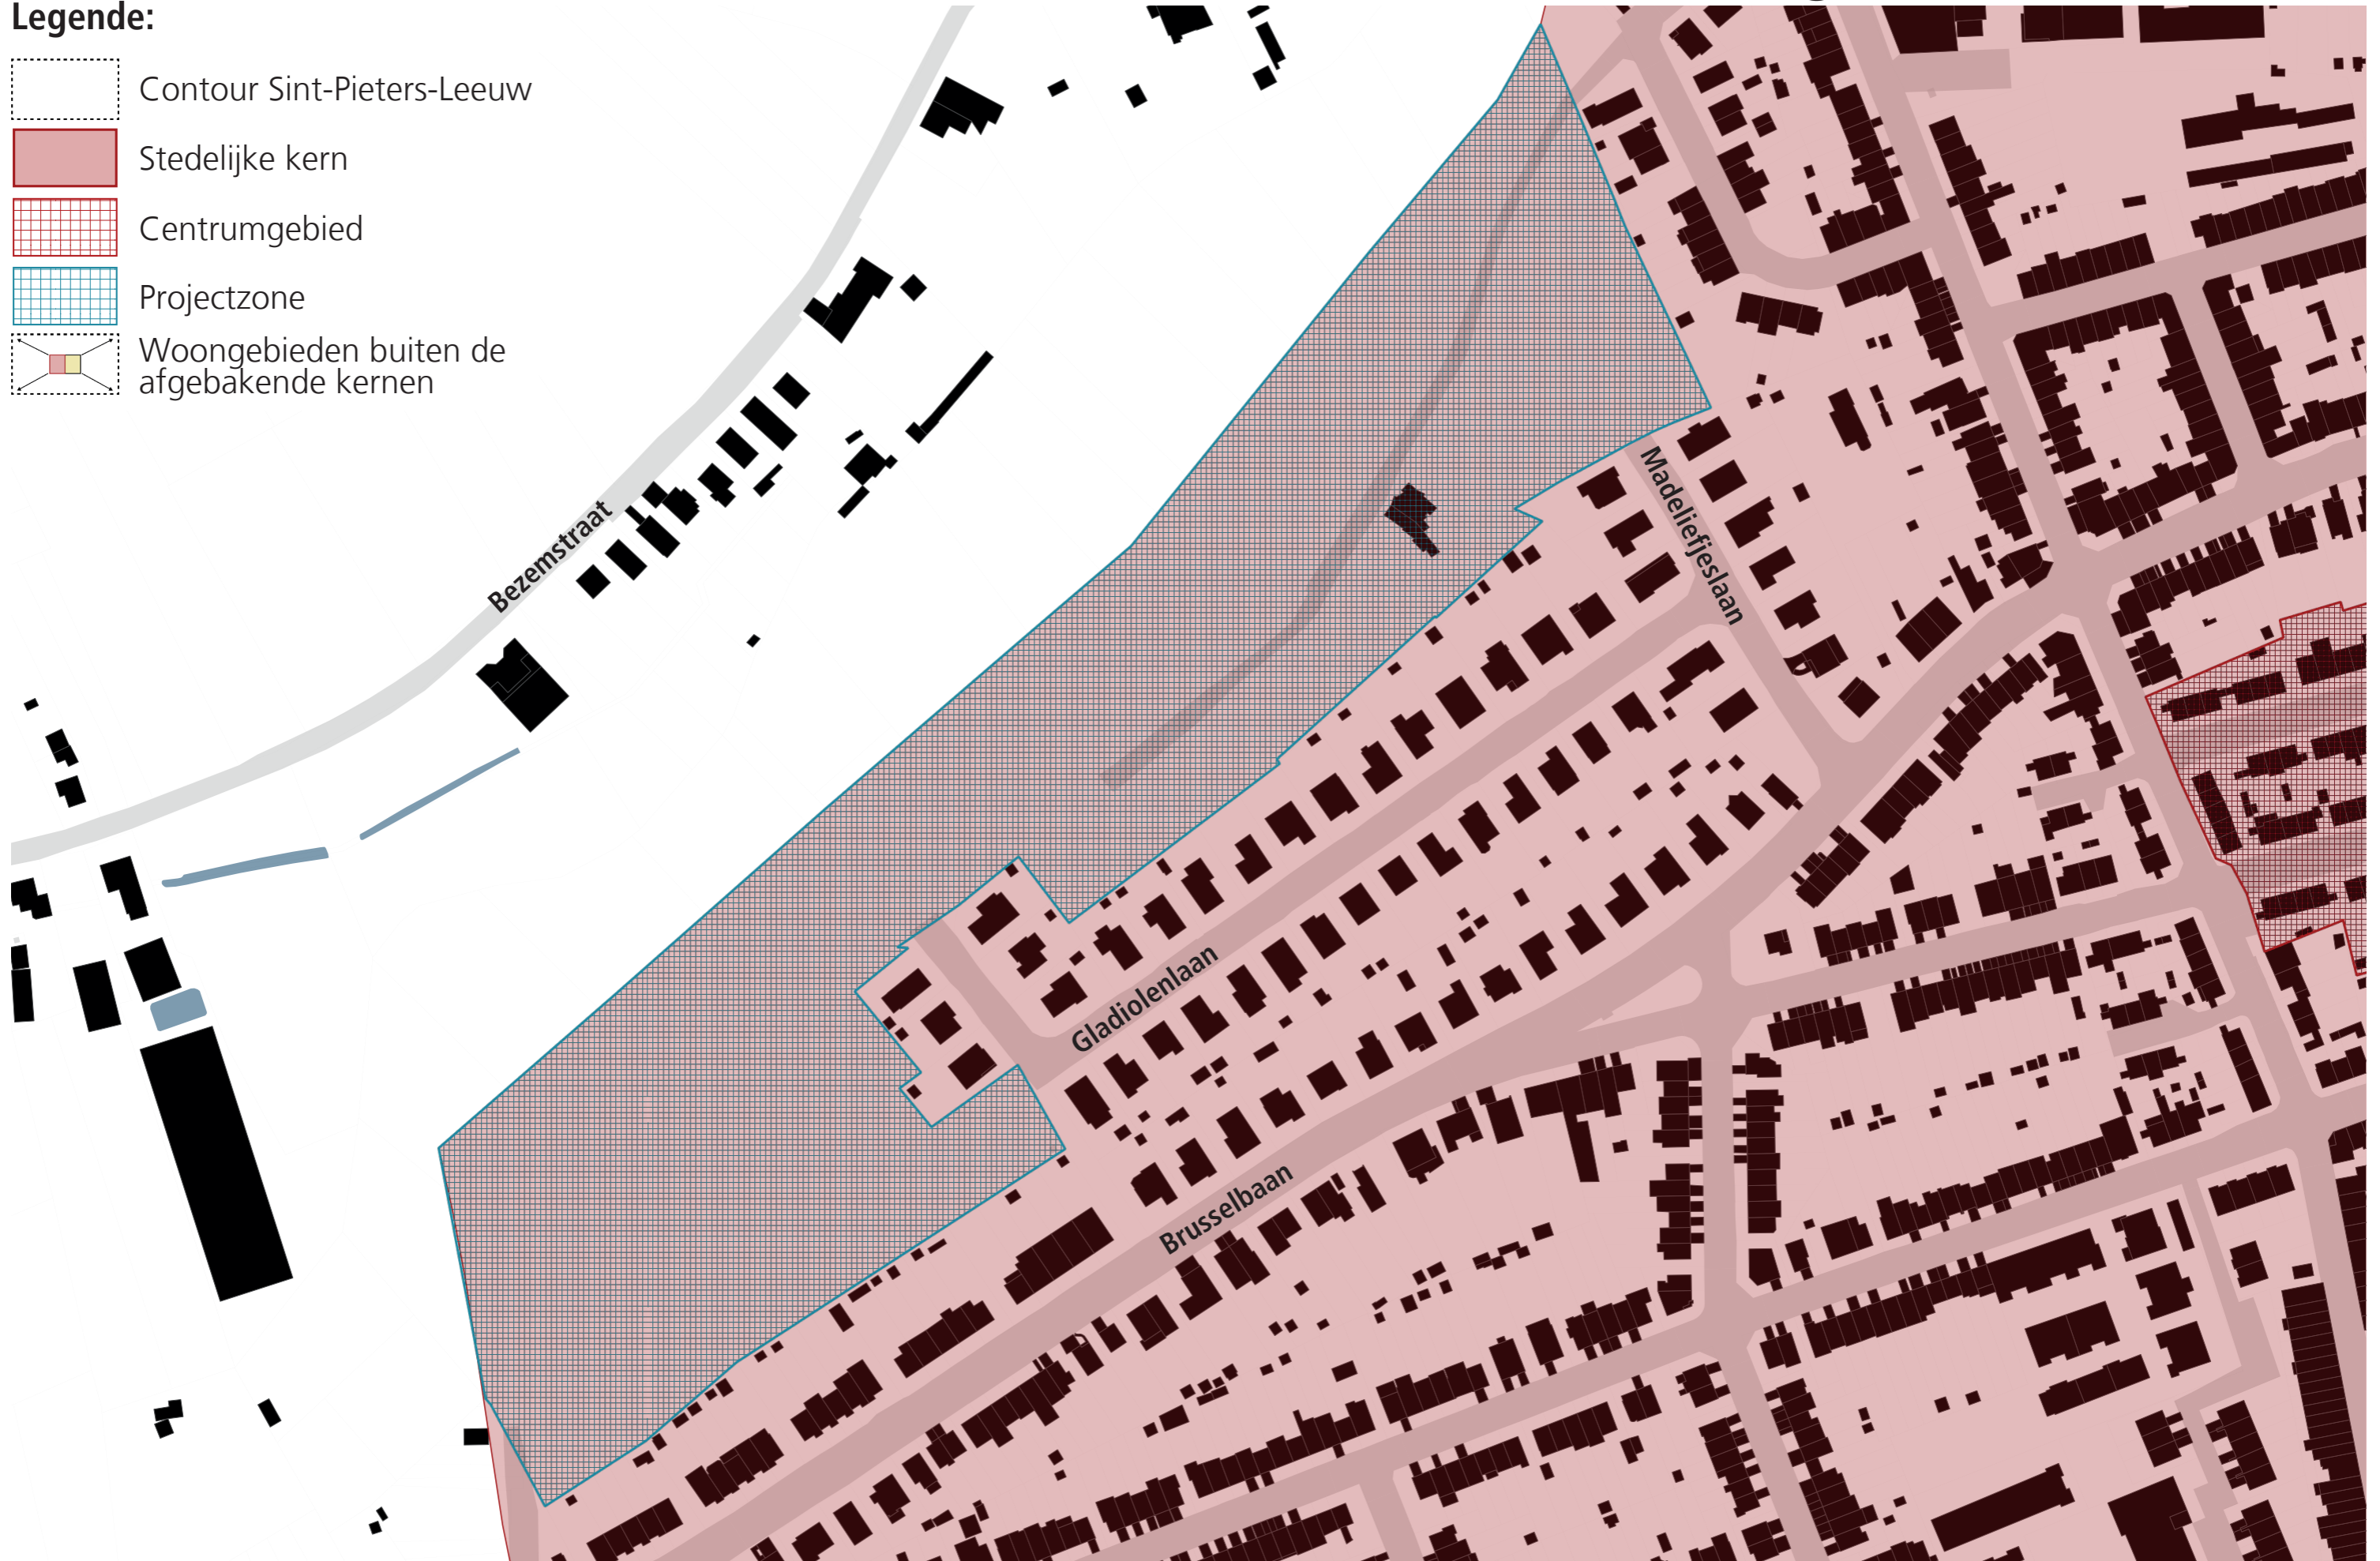 Legende:
Contour Sint-Pieters-Leeuw
Stedelijke kern
Centrumgebied
Projectzone
Woongebieden buiten de
afgebakende kernen
Bezemstraat
Madeliefjeslaan
Gladiolenlaan
Brusselbaan